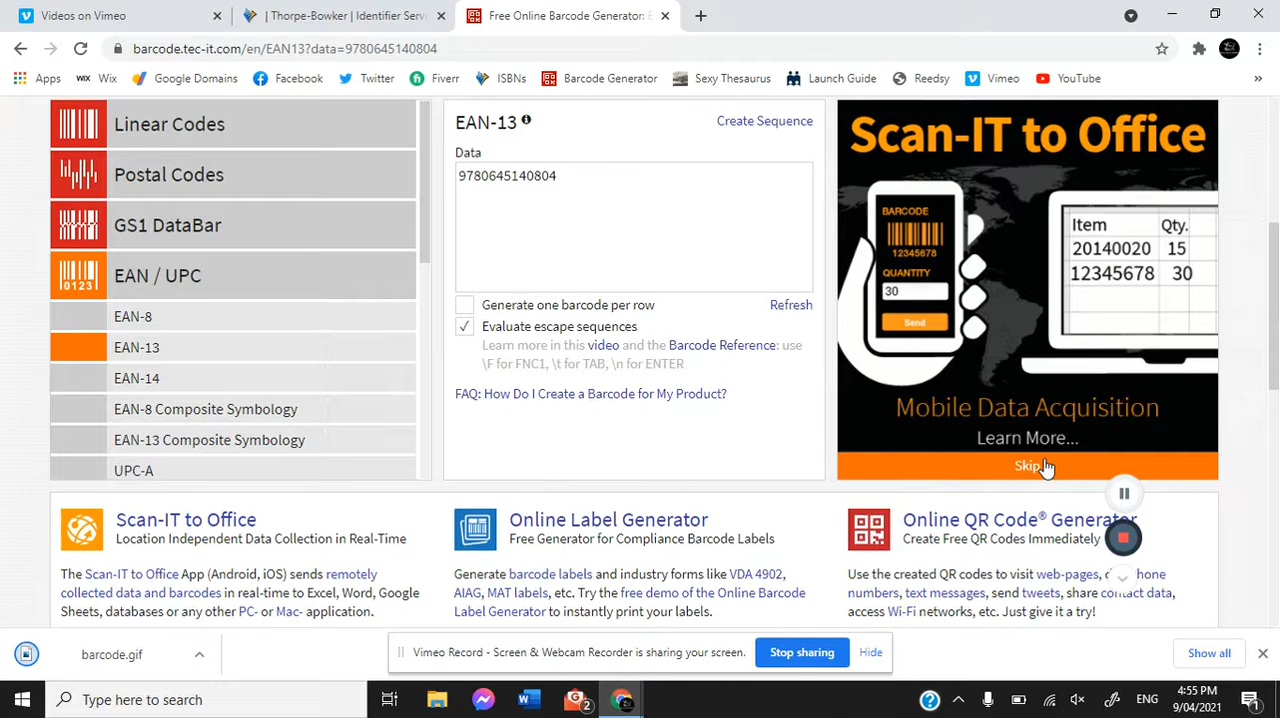 Videos on Vimeo
| Thorpe-Bowker | Identifier Serv
Free Online Barcode Generator: E
barcode.tec-it.com/en/EAN13?data=9780645140804
Apps
WIX Wix
Google Domains
Facebook
Twitter
fi Fiverr
ISBNs
Barcode Generator
Sexy Thesaurus
Launch Guide
Reedsy
Vimeo
YouTube
»
Linear Codes
Postal Codes
GS1 DataBar
0123
EAN / UPC
EAN-8
EAN-13
EAN-14
EAN-8 Composite Symbology
EAN-13 Composite Symbology
UPC-A
EAN-13
Create Sequence
Data
9780645140804
Generate one barcode per row
Refresh
Evaluate escape sequences
Learn more in this video and the Barcode Reference: use
\F for FNC1, \t for TAB, \n for ENTER
FAQ: How Do I Create a Barcode for My Product?
Scan-IT to Office
BARCODE
12345678
QUANTITY
30
Send
Item Qty.
20140020 15
12345678 30
Mobile Data Acquisition
Learn More...
Skip
Scan-IT to Office
Location Independent Data Collection in Real-Time
The Scan-IT to Office App (Android, iOS) sends remotely
collected data and barcodes in real-time to Excel, Word, Google
Sheets, databases or any other PC- or Mac- application.
Online Label Generator
Free Generator for Compliance Barcode Labels
Generate barcode labels and industry forms like VDA 4902,
AIAG, MAT labels, etc. Try the free demo of the Online Barcode
Label Generator to instantly print your labels.
Online QR Code® Generator
Create Free QR Codes Immediately
Use the created QR codes to visit web-pages, dial phone
numbers, text messages, send tweets, share contact data,
access Wi-Fi networks, etc. Just give it a try!
barcode.gif
Vimeo Record - Screen & Webcam Recorder is sharing your screen.
Stop sharing
Hide
Show all
Type here to search
2
ENG
4:55 PM
9/04/2021
1